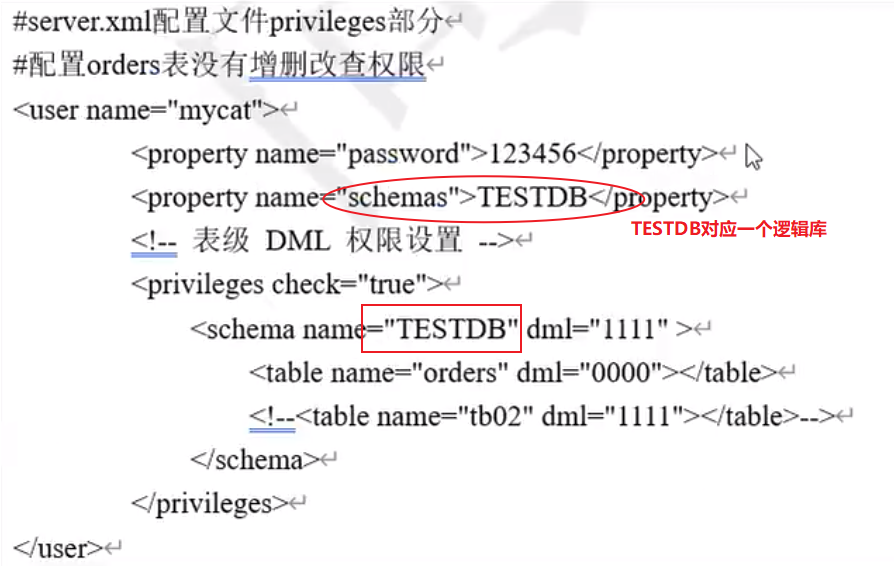 #server.xml配置文件privileges部分↵
#配置orders表没有增删改查权限↵
<user name="mycat">↵
<property name="password">123456</property>↵
<property name="schemas">TESTDB</property>↵
TESTDB对应一个逻辑库
<!-- 表级 DML 权限设置 -->↵
<privileges check="true">↵
<schema name="TESTDB" dml="1111" >↵
<table name="orders" dml="0000"></table>↵
<!--<table name="tb02" dml="1111"></table>-->↵
</schema>↵
</privileges>↵
</user>↵